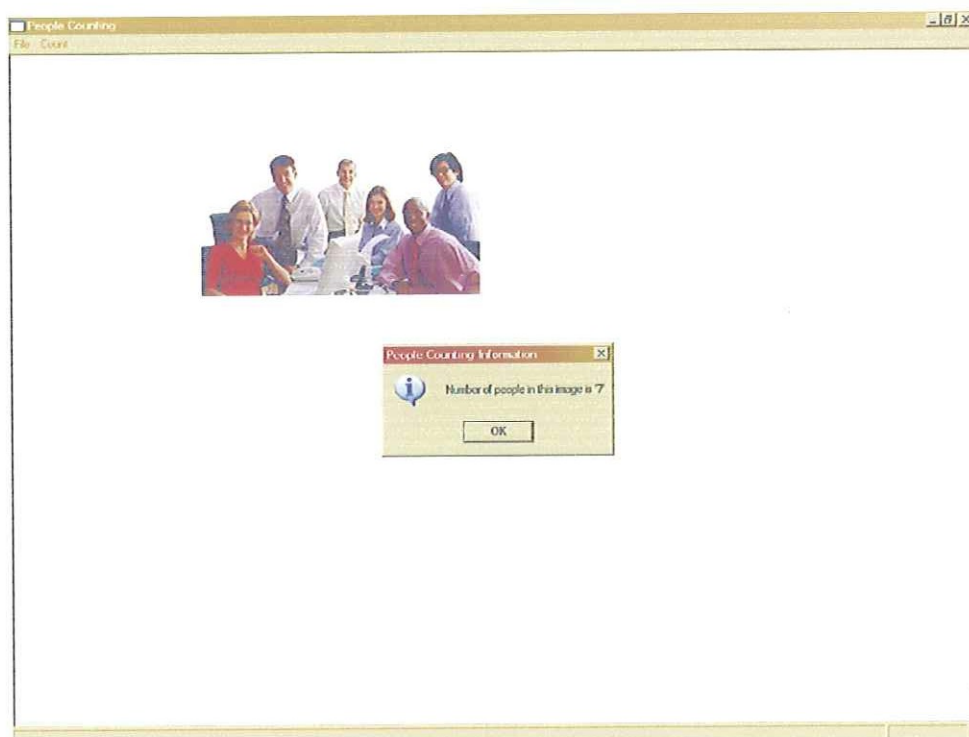 People Counting
File Count
People Counting Information
Number of people in this image is '7'
OK